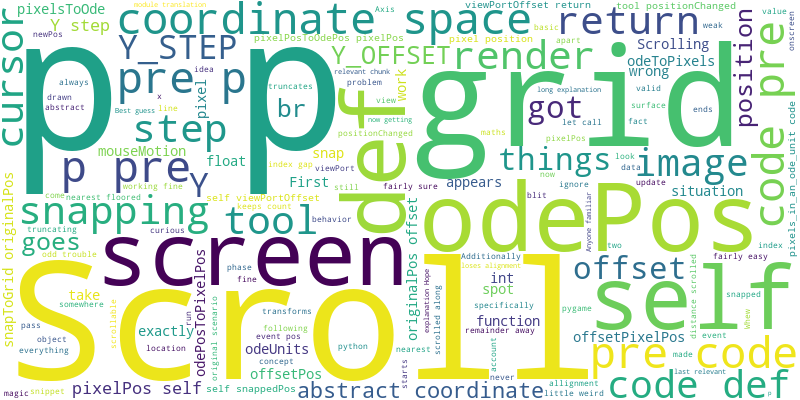 pixelsToOde
Y step
newPos
module translation
coordinate space
Axis
viewPortOffset return
return
tool positionChanged
basic
weak
value
apart
onscreen
cursor
idea
relevant chunk
Y_STEP
pixelPosToOdePos pixelPos
pixel position
Scrolling
always
drawn
abstract
x
Best guess
truncates
problem
Y_OFFSET
render
odeToPixels
wrong
position
code pre
p p
pre p
pixel
br
Work
view
long explanation
valid
surface
line
step
def
positionChanged
grid
got
let call
fact
ends
mouseMotion
float
now getting
maths
pixelPos
p pre
Y
snap
viewPort
things
image
look
data
index gap
First
fairly sure
now
working fine
self viewPortOffset
appears
situation
update
come
nearest floored
still
blit
ignore
snapping
keeps count
tool
behavior
odePos
Anyone familiar
fairly easy
truncating
curious
two
index
goes
odd trouble
screen
originalPos offset
Additionally
loses alignment
offset
Whew
snapped
pixels_in_an_ode_unit code
snapToGrid originalPos
take
phase
fine
int
spot
specifically
self
somewhere
transforms
odePosToPixelPos
exactly
following
explanation Hope
scrolled along
account
function
pygame
distance scrolled
pass
object
run
event pos
nearest
remainder away
offsetPixelPos
event
everything
location
odeUnits
python
never
made
last relevant
scrollable
original scenario
concept
starts
allignment
pre code
magic
snippet
offsetPos
little weird
pixelPos self
self snappedPos
abstract coordinate
code def
p
Scroll